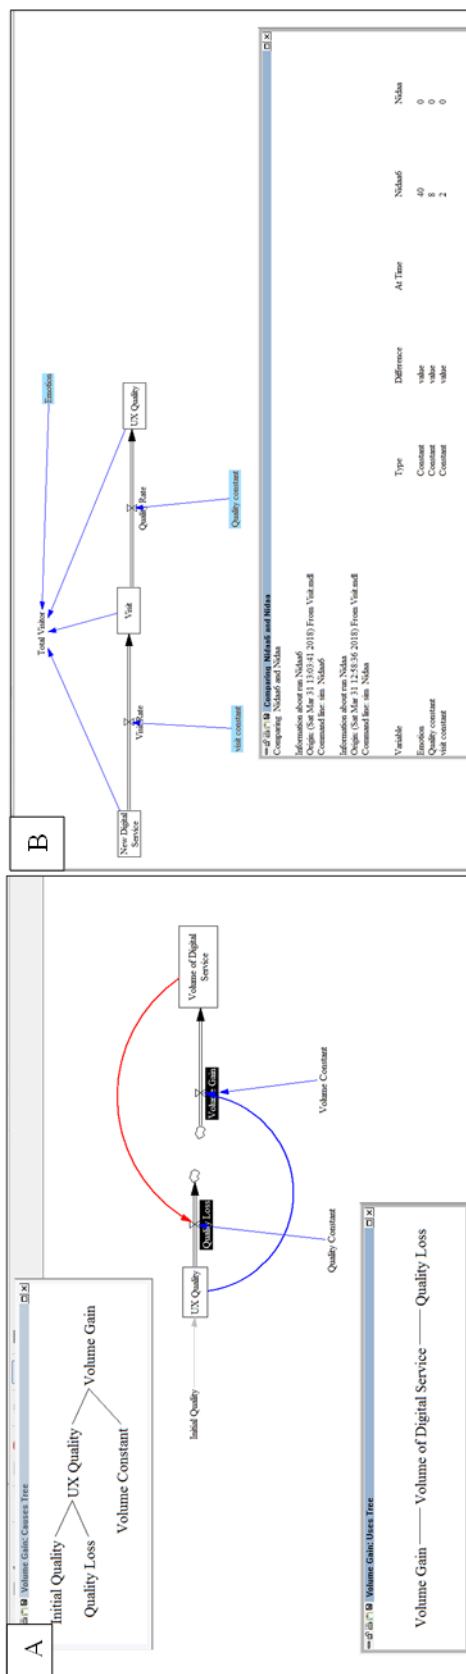 A
Volume Gain: Causes Tree
Initial Quality
Quality Loss
UX Quality
Volume Constant
Volume Gain
Initial Quality
UX Quality
Quality Loss
Volume Gain
Volume of Digital
Service
Quality Constant
Volume Constant
Volume Gain: Uses Tree
Volume Gain Volume of Digital Service Quality Loss
B
Emotion
Total Visitor
New Digital
Service
Visit Rate
Visit
Quality Rate
UX Quality
visit constant
Quality constant
Comparing Nidaa6 and Nidaa
Comparing Nidaa6 and Nidaa
Information about run Nidaa6
Origin: (Sat Mar 31 13:03:41 2018) From Visit.mdl
Command line: sim Nidaa6
Information about run Nidaa
Origin: (Sat Mar 31 12:58:36 2018) From Visit.mdl
Command line: sim Nidaa
Variable Type Difference At Time Nidaa6 Nidaa
Emotion Constant value 40 0
Quality constant Constant value 8 0
visit constant Constant value 2 0